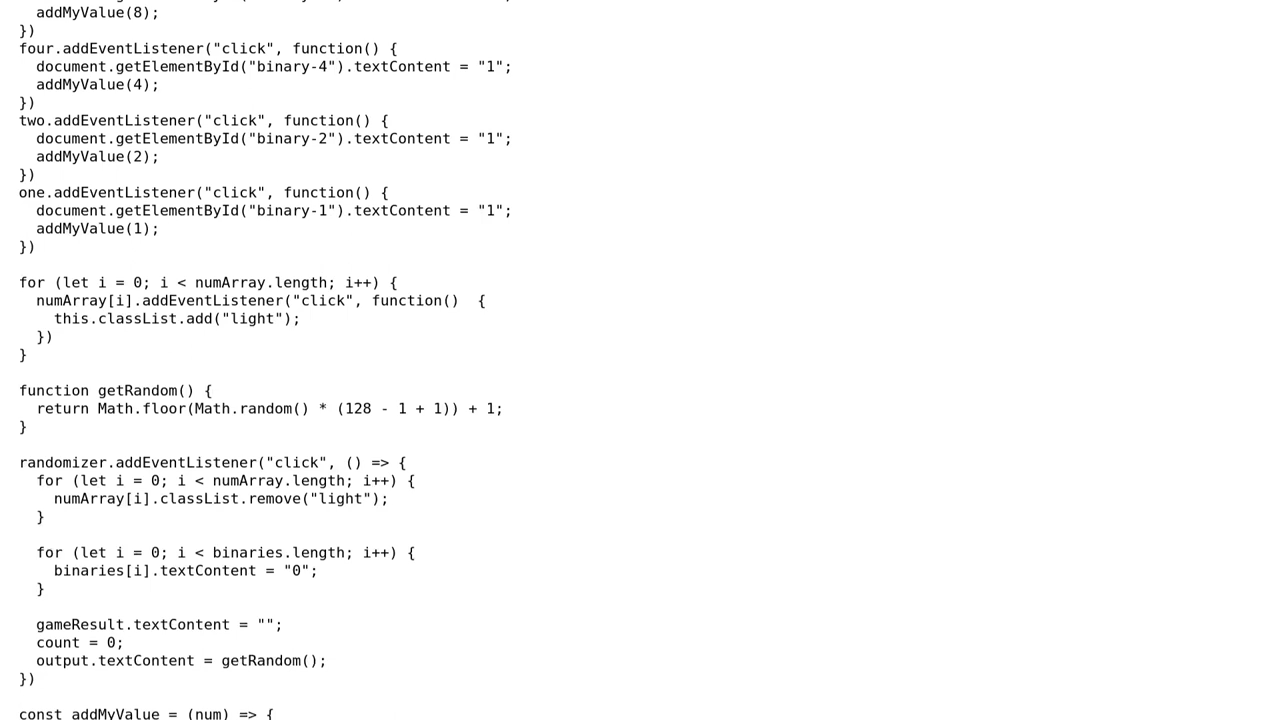 addMyValue(8);
})
four.addEventListener("click", function() {
  document.getElementById("binary-4").textContent = "1";
  addMyValue(4);
})
two.addEventListener("click", function() {
  document.getElementById("binary-2").textContent = "1";
  addMyValue(2);
})
one.addEventListener("click", function() {
  document.getElementById("binary-1").textContent = "1";
  addMyValue(1);
})

for (let i = 0; i < numArray.length; i++) {
  numArray[i].addEventListener("click", function()  {
    this.classList.add("light");
  })
}

function getRandom() {
  return Math.floor(Math.random() * (128 - 1 + 1)) + 1;
}

randomizer.addEventListener("click", () => {
  for (let i = 0; i < numArray.length; i++) {
    numArray[i].classList.remove("light");
  }

  for (let i = 0; i < binaries.length; i++) {
    binaries[i].textContent = "0";
  }

  gameResult.textContent = "";
  count = 0;
  output.textContent = getRandom();
})

const addMyValue = (num) => {